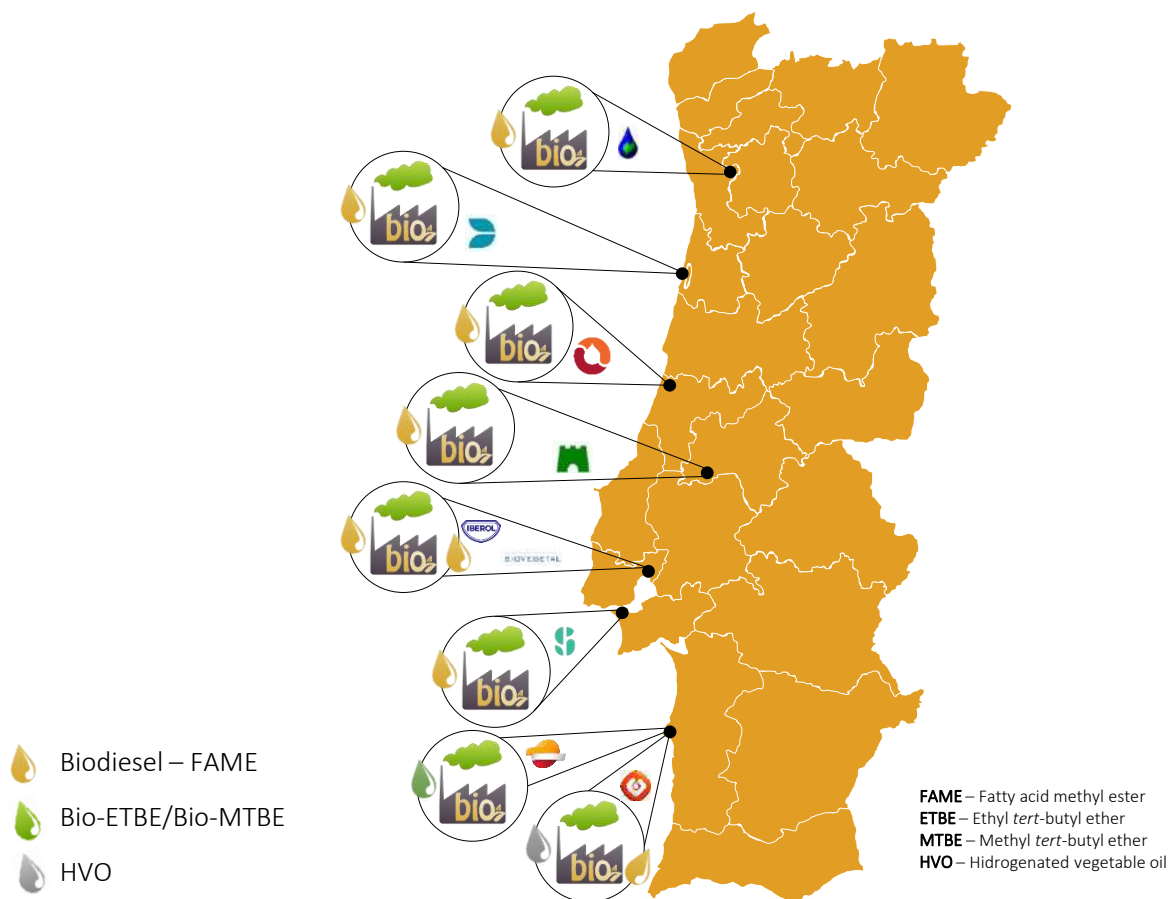 bio
bio
bio
bio
IBEROL
BIOVEGETAL
bio
bio
bio
bio
Biodiesel – FAME
Bio-ETBE/Bio-MTBE
HVO
FAME – Fatty acid methyl ester
ETBE – Ethyl tert-butyl ether
MTBE – Methyl tert-butyl ether
HVO – Hidrogenated vegetable oil